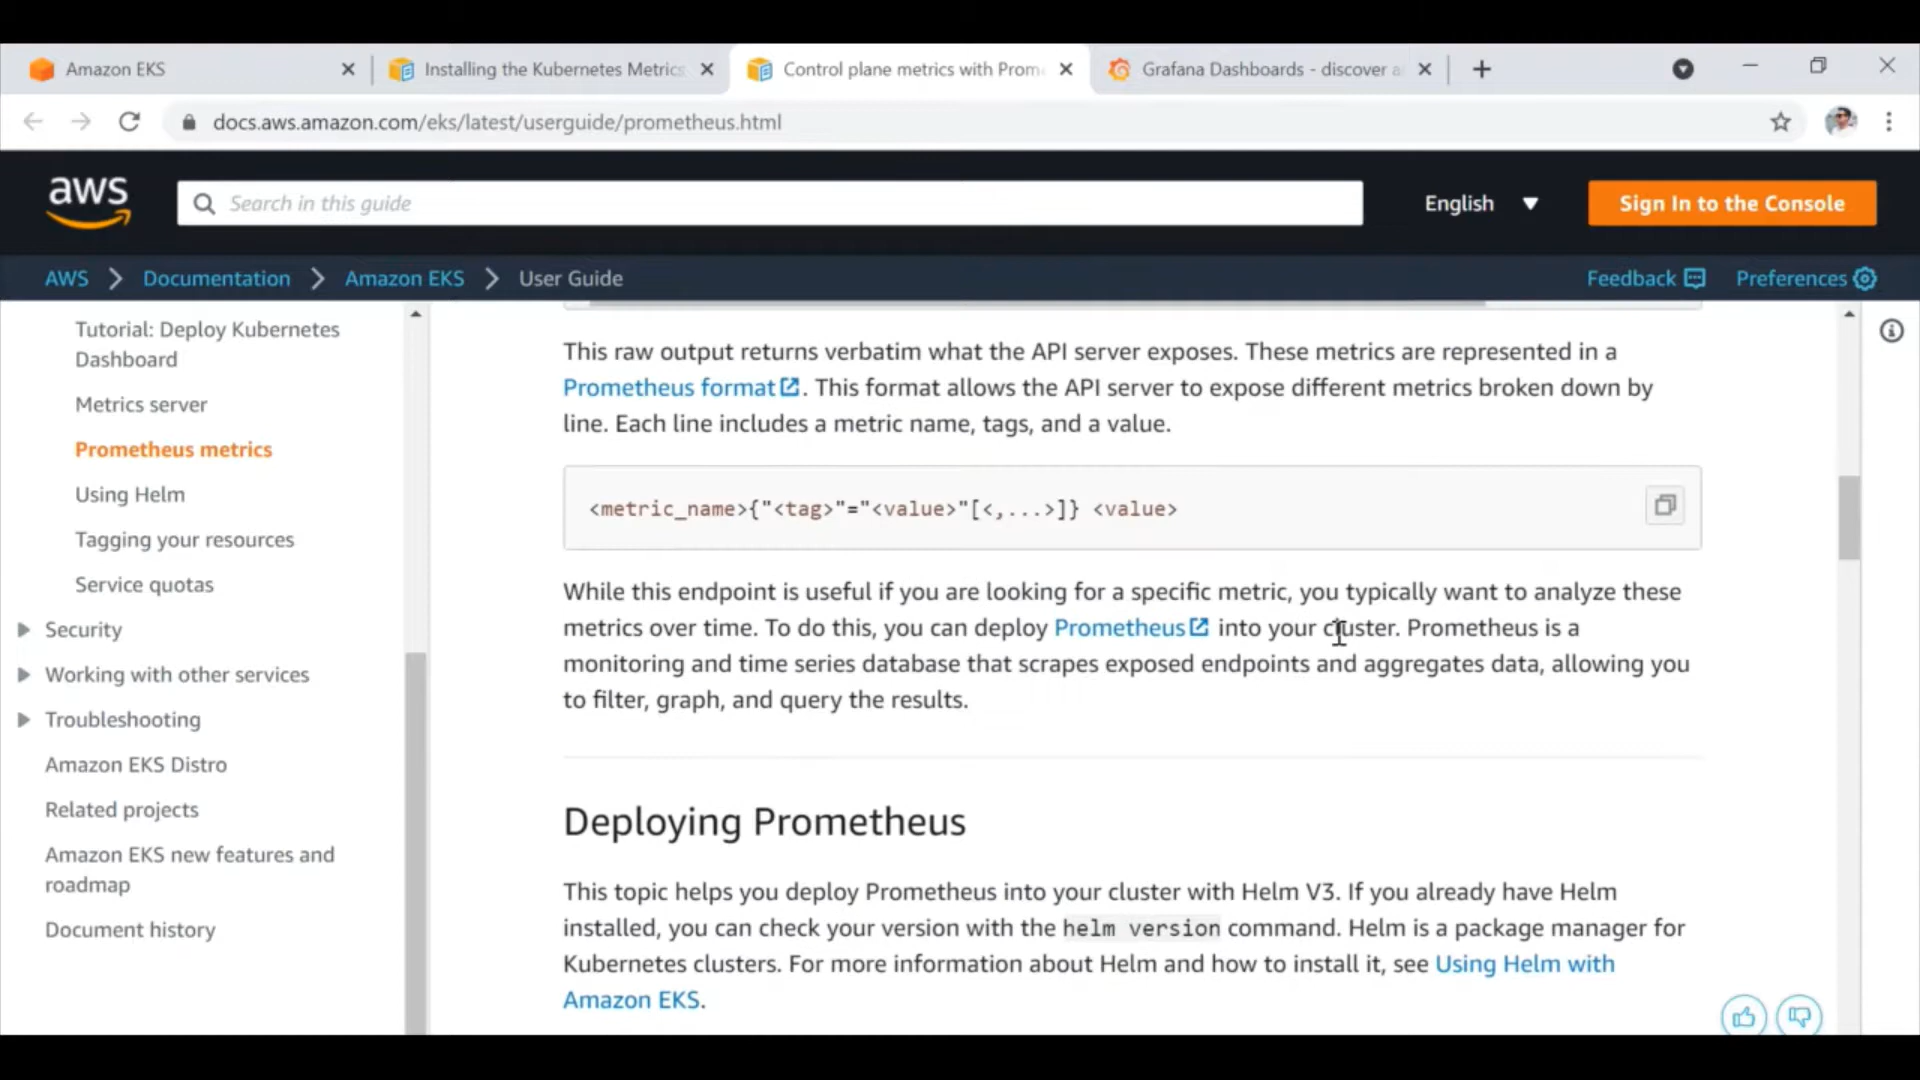 Amazon EKS
Installing the Kubernetes Metrics
Control plane metrics with Prom
Grafana Dashboards - discover a
docs.aws.amazon.com/eks/latest/userguide/prometheus.html
aws
Search in this guide
English
Sign In to the Console
AWS
Documentation
Amazon EKS
User Guide
Feedback
Preferences
Tutorial: Deploy Kubernetes
Dashboard
Metrics server
Prometheus metrics
Using Helm
Tagging your resources
Service quotas
Security
Working with other services
Troubleshooting
Amazon EKS Distro
Related projects
Amazon EKS new features and
roadmap
Document history
This raw output returns verbatim what the API server exposes. These metrics are represented in a
Prometheus format. This format allows the API server to expose different metrics broken down by
line. Each line includes a metric name, tags, and a value.
<metric_name>{"<tag>"="<value>"[<,...>]} <value>
While this endpoint is useful if you are looking for a specific metric, you typically want to analyze these
metrics over time. To do this, you can deploy Prometheus into your cluster. Prometheus is a
monitoring and time series database that scrapes exposed endpoints and aggregates data, allowing you
to filter, graph, and query the results.
Deploying Prometheus
This topic helps you deploy Prometheus into your cluster with Helm V3. If you already have Helm
installed, you can check your version with the helm version command. Helm is a package manager for
Kubernetes clusters. For more information about Helm and how to install it, see Using Helm with
Amazon EKS.